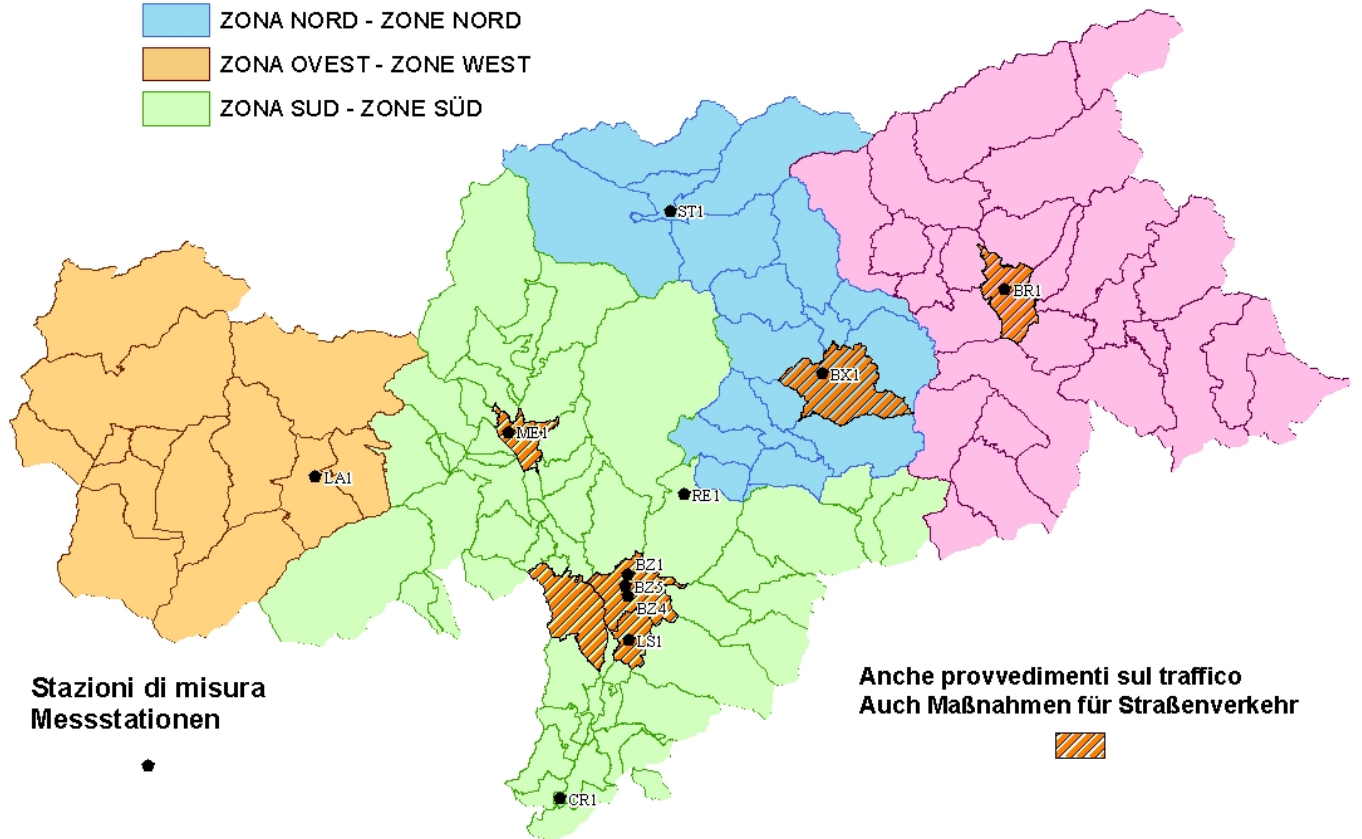 ZONA NORD - ZONE NORD
ZONA OVEST - ZONE WEST
ZONA SUD - ZONE SÜD
ST1
BR1
BX1
ME1
LA1
RE1
BZ1
BZ5
BZ4
LS1
Stazioni di misura
Messstationen
Anche provvedimenti sul traffico
Auch Maßnahmen für Straßenverkehr
CR1